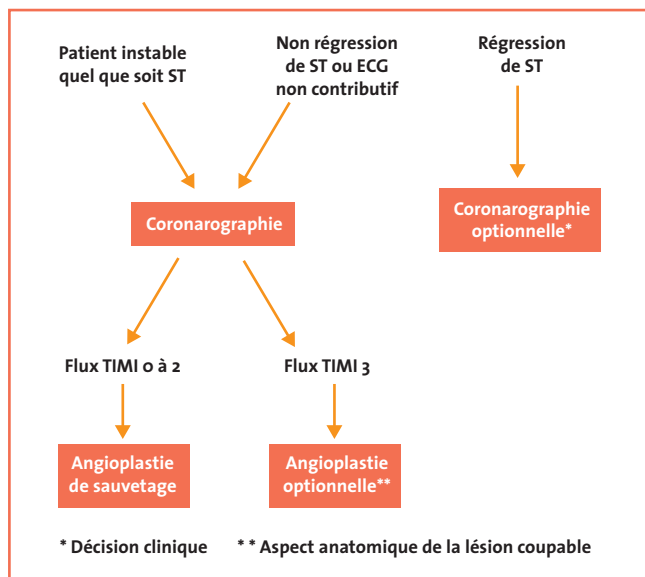 Patient instable
quel que soit ST
Non régression
de ST ou ECG
non contributif
Régression
de ST
Coronarographie
Coronarographie
optionnelle*
Flux TIMI 0 à 2
Flux TIMI 3
Angioplastie
de sauvetage
Angioplastie
optionnelle**
* Décision clinique
* * Aspect anatomique de la lésion coupable